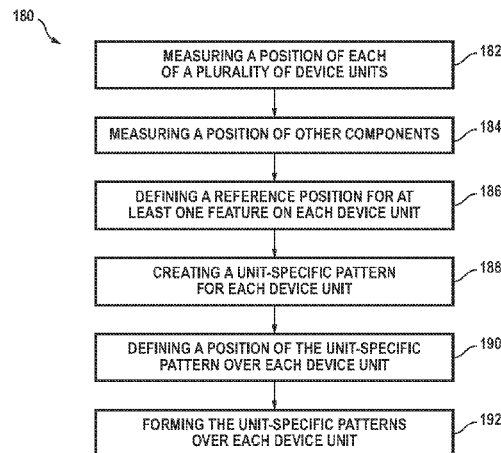 180
MEASURING A POSITION OF EACH
OF A PLURALITY OF DEVICE UNITS
182
MEASURING A POSITION OF OTHER COMPONENTS
184
DEFINING A REFERENCE POSITION FOR AT
LEAST ONE FEATURE ON EACH DEVICE UNIT
186
CREATING A UNIT-SPECIFIC PATTERN
FOR EACH DEVICE UNIT
188
DEFINING A POSITION OF THE UNIT-SPECIFIC
PATTERN OVER EACH DEVICE UNIT
190
FORMING THE UNIT-SPECIFIC PATTERNS
OVER EACH DEVICE UNIT
192